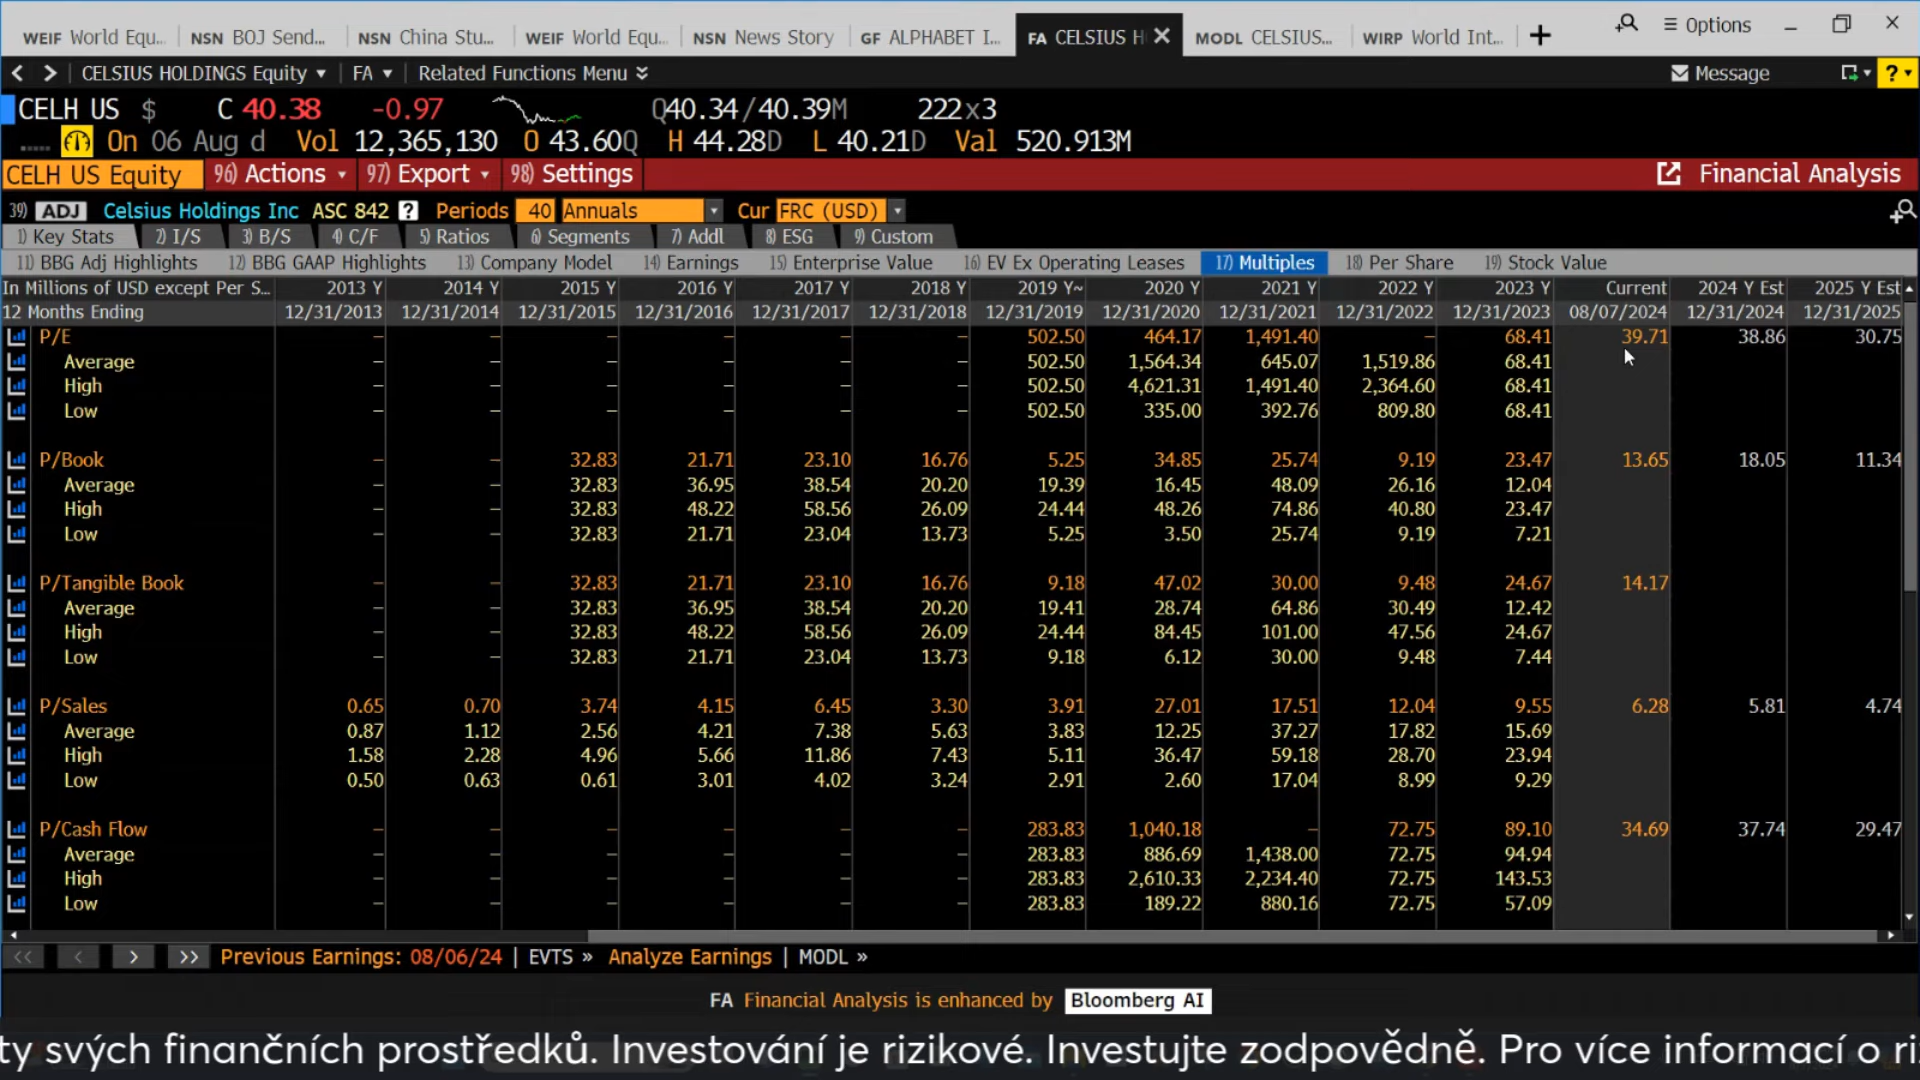 WEIF World Equ... NSN BOJ Send... NSN China Stu... WEIF World Equ... NSN News Story GF ALPHABET I... FA CELSIUS H MODL CELSIUS... WIRP World Int... Options
CELSIUS HOLDINGS Equity FA Related Functions Menu Message ?
CELH US $ C 40.38 -0.97 Q40.34/40.39M 222x3
On 06 Aug d Vol 12,365,130 O 43.60Q H 44.28D L 40.21D Val 520.913M
CELH US Equity 96) Actions 97) Export 98) Settings Financial Analysis
39) ADJ Celsius Holdings Inc ASC 842 ? Periods 40 Annuals Cur FRC (USD)
1) Key Stats 2) I/S 3) B/S 4) C/F 5) Ratios 6) Segments 7) Addl 8) ESG 9) Custom
11) BBG Adj Highlights 12) BBG GAAP Highlights 13) Company Model 14) Earnings 15) Enterprise Value 16) EV Ex Operating Leases 17) Multiples 18) Per Share 19) Stock Value
In Millions of USD except Per S... 2013 Y 2014 Y 2015 Y 2016 Y 2017 Y 2018 Y 2019 Y~ 2020 Y 2021 Y 2022 Y 2023 Y Current 2024 Y Est 2025 Y Est
12 Months Ending 12/31/2013 12/31/2014 12/31/2015 12/31/2016 12/31/2017 12/31/2018 12/31/2019 12/31/2020 12/31/2021 12/31/2022 12/31/2023 08/07/2024 12/31/2024 12/31/2025
P/E – – – – – – 502.50 464.17 1,491.40 – 68.41 39.71 38.86 30.75
Average – – – – – – 502.50 1,564.34 645.07 1,519.86 68.41
High – – – – – – 502.50 4,621.31 1,491.40 2,364.60 68.41
Low – – – – – – 502.50 335.00 392.76 809.80 68.41
P/Book – – 32.83 21.71 23.10 16.76 5.25 34.85 25.74 9.19 23.47 13.65 18.05 11.34
Average – – 32.83 36.95 38.54 20.20 19.39 16.45 48.09 26.16 12.04
High – – 32.83 48.22 58.56 26.09 24.44 48.26 74.86 40.80 23.47
Low – – 32.83 21.71 23.04 13.73 5.25 3.50 25.74 9.19 7.21
P/Tangible Book – – 32.83 21.71 23.10 16.76 9.18 47.02 30.00 9.48 24.67 14.17
Average – – 32.83 36.95 38.54 20.20 19.41 28.74 64.86 30.49 12.42
High – – 32.83 48.22 58.56 26.09 24.44 84.45 101.00 47.56 24.67
Low – – 32.83 21.71 23.04 13.73 9.18 6.12 30.00 9.48 7.44
P/Sales 0.65 0.70 3.74 4.15 6.45 3.30 3.91 27.01 17.51 12.04 9.55 6.28 5.81 4.74
Average 0.87 1.12 2.56 4.21 7.38 5.63 3.83 12.25 37.27 17.82 15.69
High 1.58 2.28 4.96 5.66 11.86 7.43 5.11 36.47 59.18 28.70 23.94
Low 0.50 0.63 0.61 3.01 4.02 3.24 2.91 2.60 17.04 8.99 9.29
P/Cash Flow – – – – – – 283.83 1,040.18 – 72.75 89.10 34.69 37.74 29.47
Average – – – – – – 283.83 886.69 1,438.00 72.75 94.94
High – – – – – – 283.83 2,610.33 2,234.40 72.75 143.53
Low – – – – – – 283.83 189.22 880.16 72.75 57.09
<< < > >> Previous Earnings: 08/06/24 | EVTS » Analyze Earnings | MODL »
FA Financial Analysis is enhanced by Bloomberg AI
ty svých finančních prostředků. Investování je rizikové. Investujte zodpovědně. Pro více informací o ri